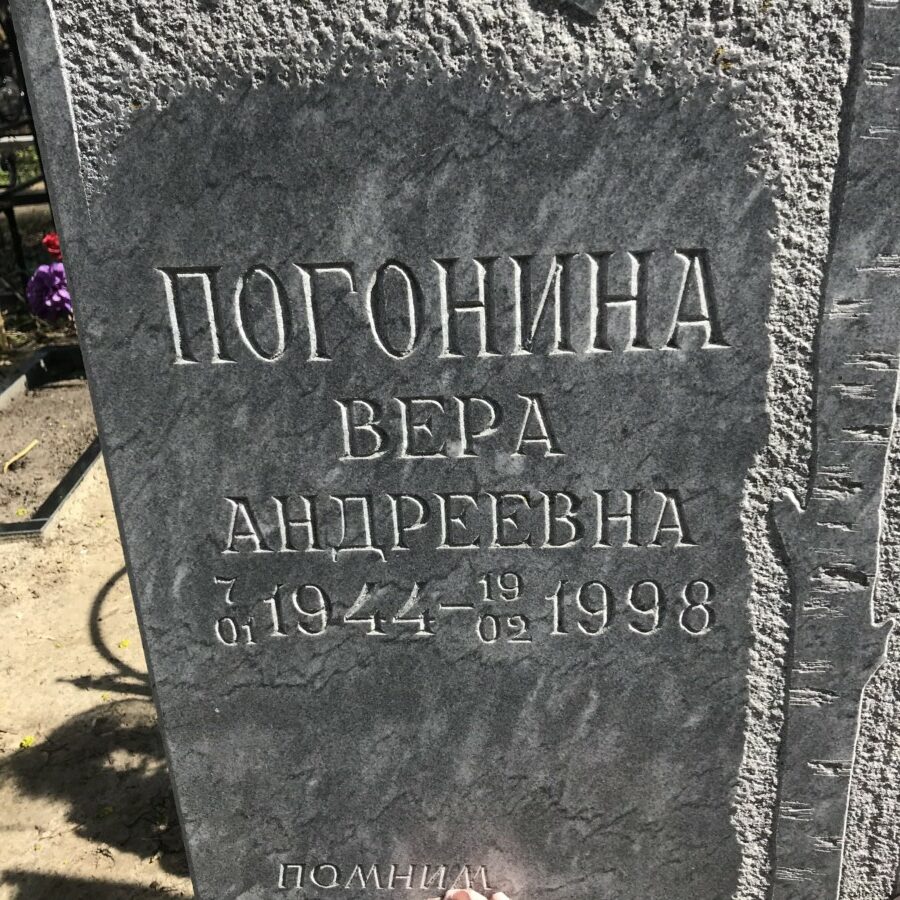 ПОГОНИНА
ВЕРА
АНДРЕЕВНА
7/01 1944 – 19/02 1998
ПОМНИМ